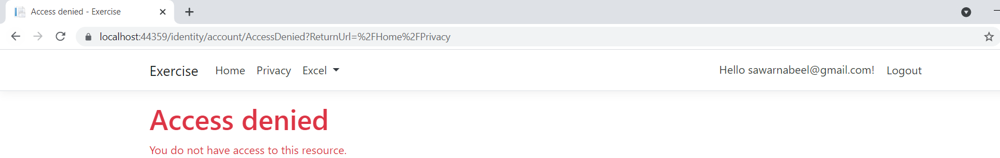 Access denied - Exercise
localhost:44359/identity/account/AccessDenied?ReturnUrl=%2FHome%2FPrivacy
Exercise Home Privacy Excel Hello sawarnabeel@gmail.com! Logout
Access denied
You do not have access to this resource.